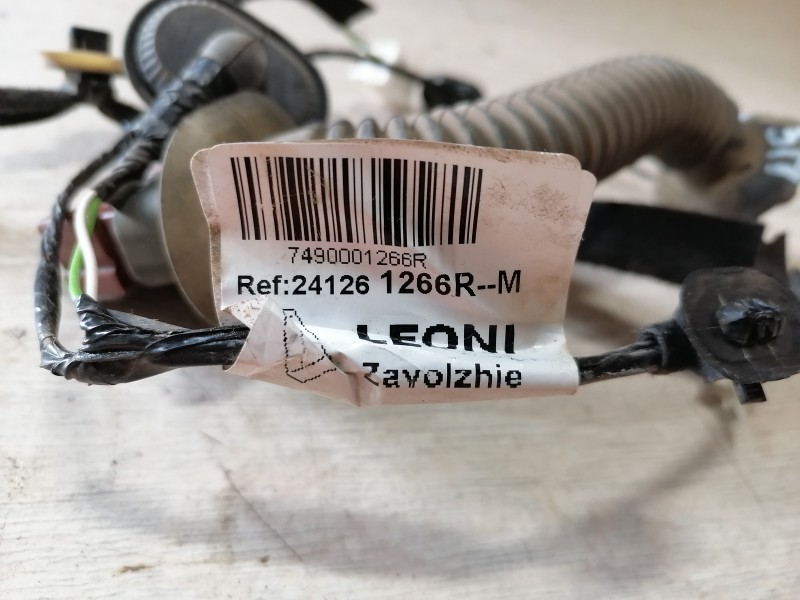 7490001266R
Ref:24126 1266R--M
LEONI
Zavolzhie